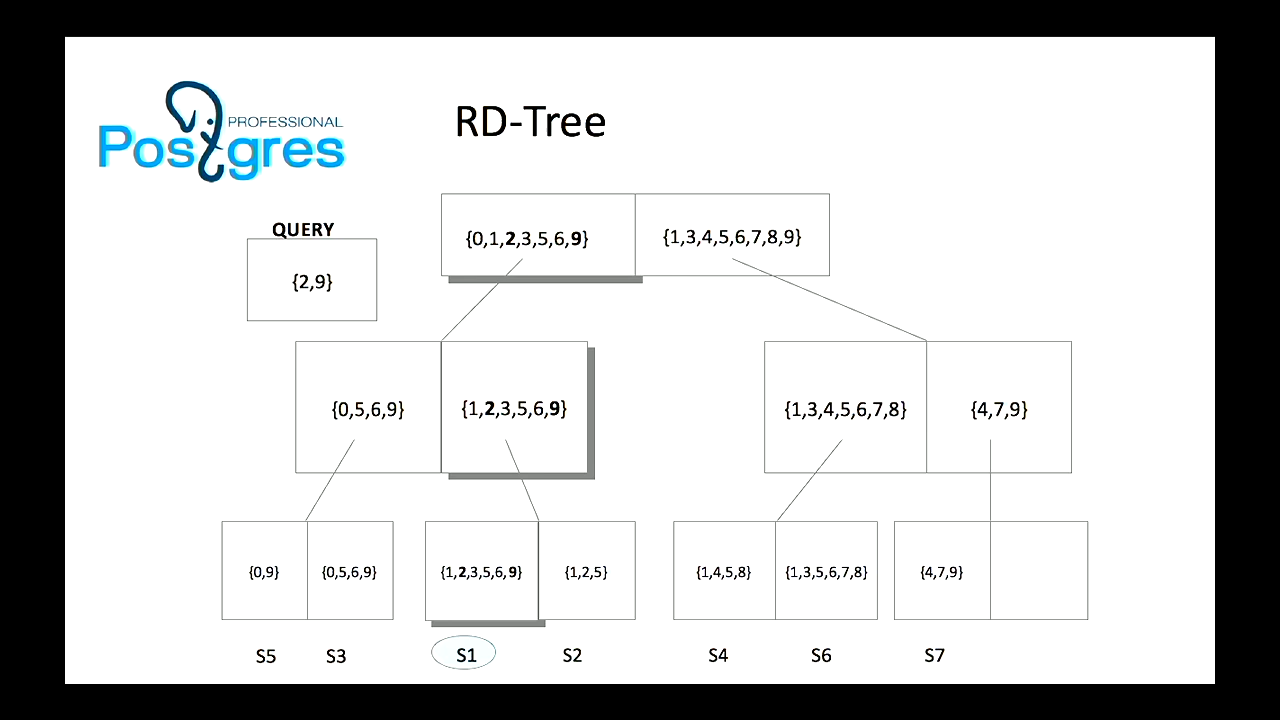 PROFESSIONAL
Postgres
RD-Tree
QUERY
{2,9}
{0,1,2,3,5,6,9} {1,3,4,5,6,7,8,9}
{0,5,6,9} {1,2,3,5,6,9} {1,3,4,5,6,7,8} {4,7,9}
{0,9} {0,5,6,9} {1,2,3,5,6,9} {1,2,5} {1,4,5,8} {1,3,5,6,7,8} {4,7,9}
S5 S3 S1 S2 S4 S6 S7